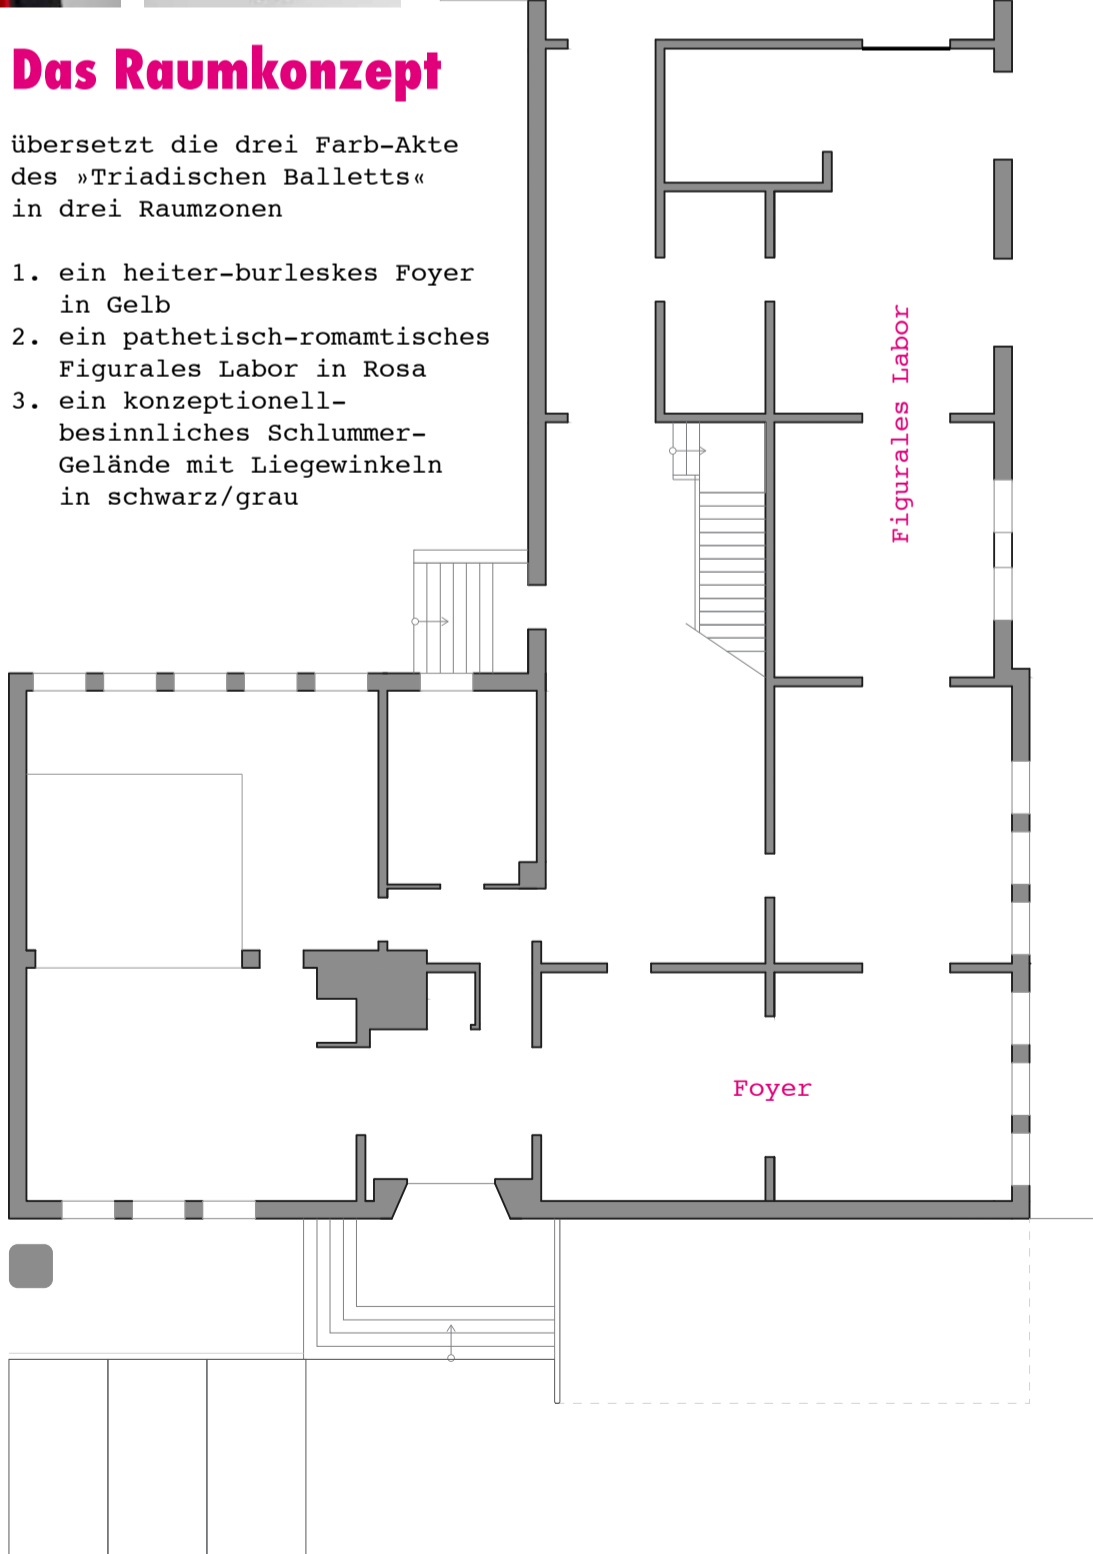 Das Raumkonzept
übersetzt die drei Farb-Akte
des »Triadischen Balletts«
in drei Raumzonen
1. ein heiter-burleskes Foyer
in Gelb
2. ein pathetisch-romamtisches
Figurales Labor in Rosa
3. ein konzeptionell-
besinnliches Schlummer-
Gelände mit Liegewinkeln
in schwarz/grau
Figurales Labor
Foyer